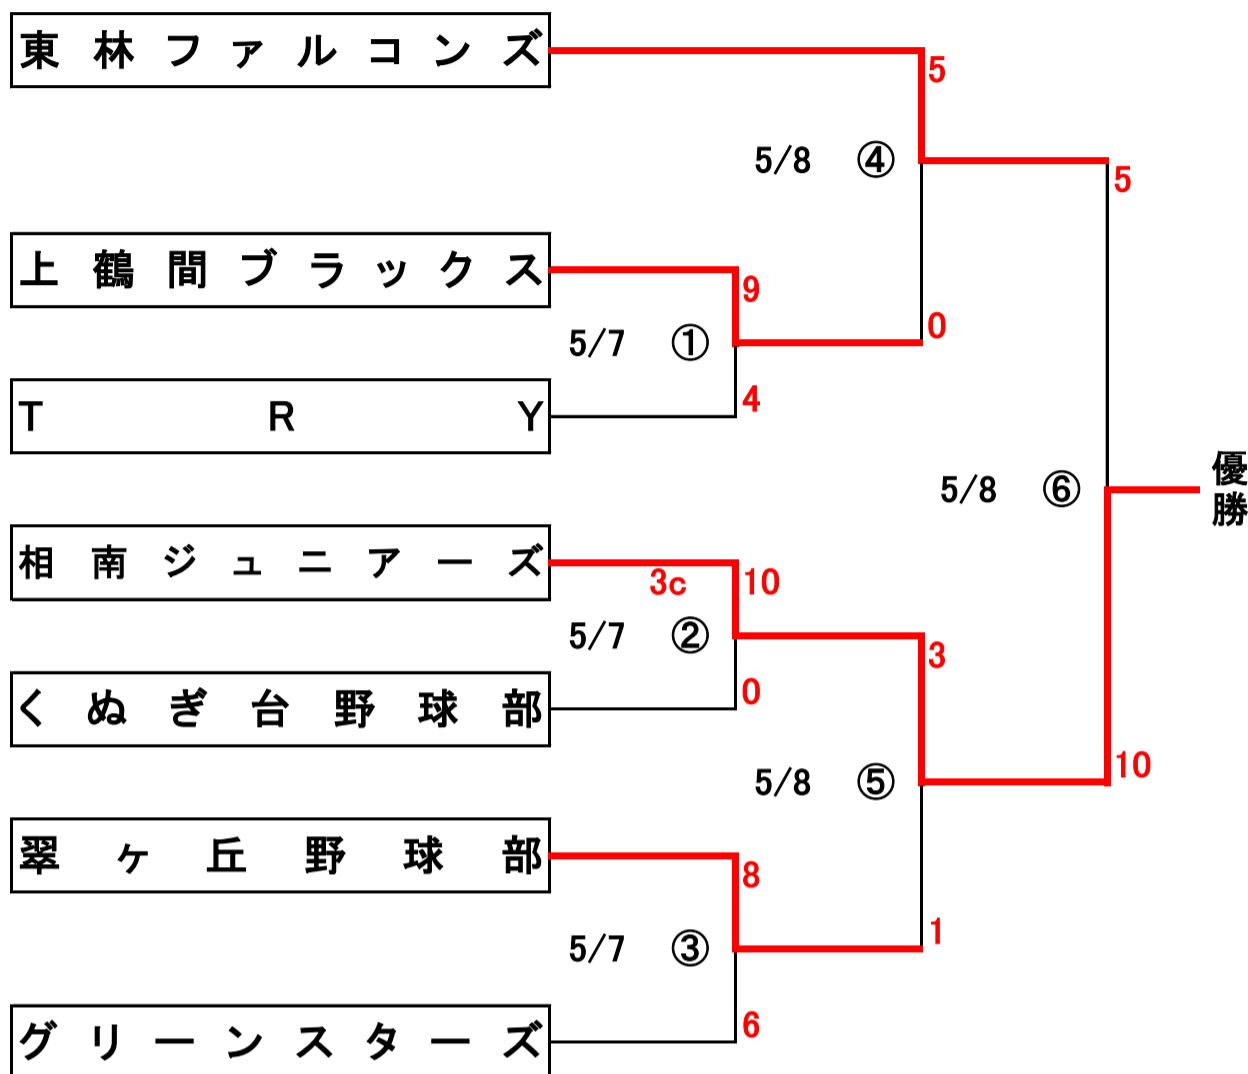 東林ファルコンズ
5
5/8 ④
5
上鶴間ブラックス
9
5/7 ①
0
TRY
4
5/8 ⑥
優勝
相南ジュニアーズ
3c 10
5/7 ②
3
くぬぎ台野球部
0
5/8 ⑤
10
翠ヶ丘野球部
8
5/7 ③
1
グリーンスターズ
6